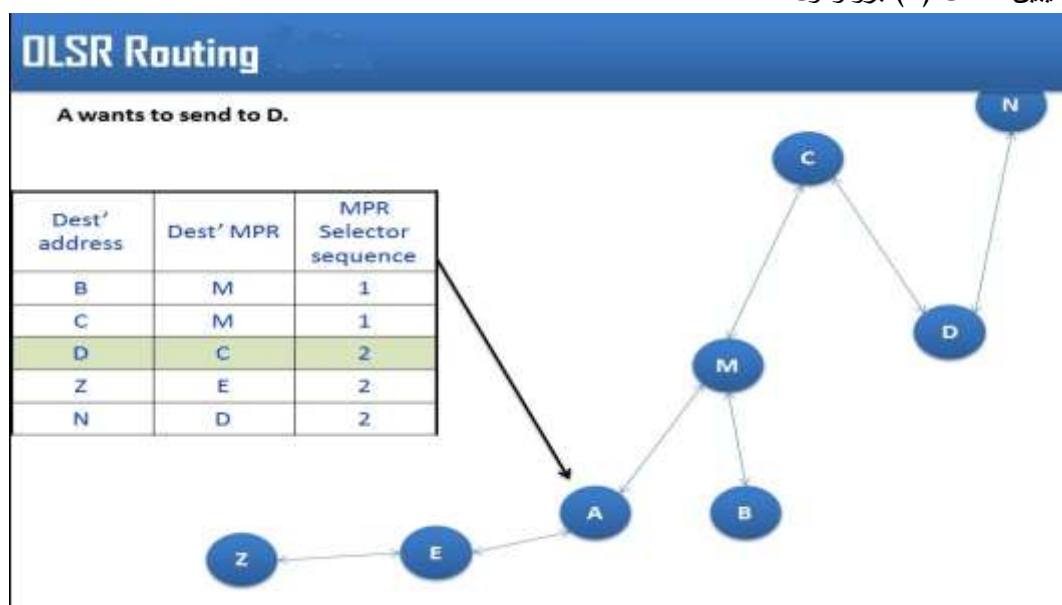 OLSR Routing
A wants to send to D.
Dest' address Dest' MPR MPR Selector sequence
B M 1
C M 1
D C 2
Z E 2
N D 2
N
C
D
M
A
B
E
Z